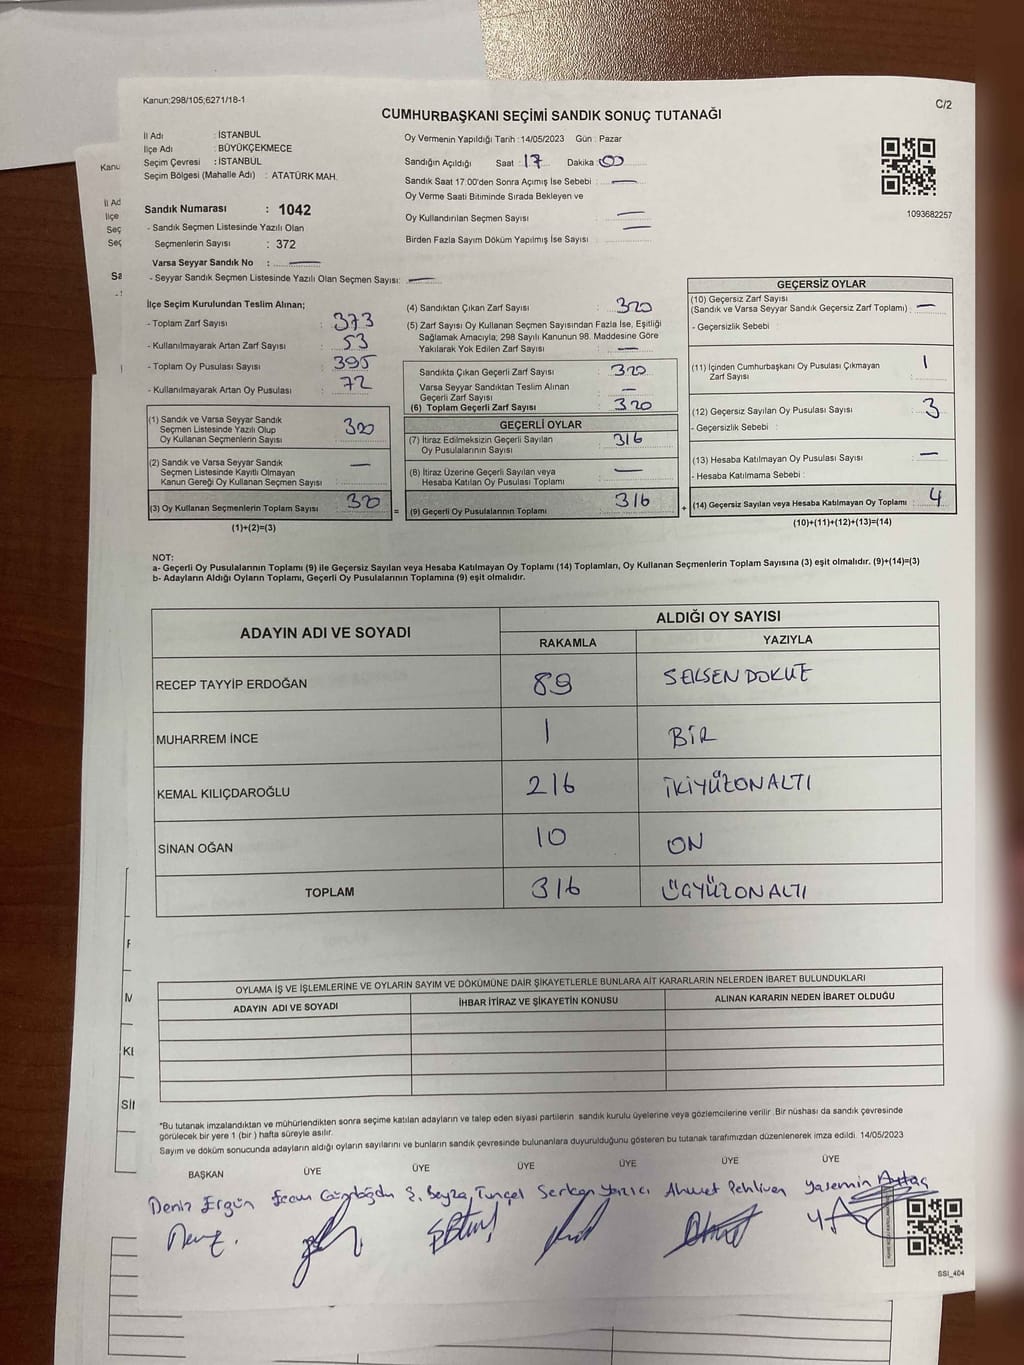 Kanun:298/105;6271/18-1
C/2
CUMHURBAŞKANI SEÇİMİ SANDIK SONUÇ TUTANAĞI
İl Adı : İSTANBUL
İlçe Adı : BÜYÜKÇEKMECE
Seçim Çevresi : İSTANBUL
Seçim Bölgesi (Mahalle Adı) : ATATÜRK MAH.
Sandık Numarası : 1042
- Sandık Seçmen Listesinde Yazılı Olan
Seçmenlerin Sayısı : 372
Varsa Seyyar Sandık No : —
- Seyyar Sandık Seçmen Listesinde Yazılı Olan Seçmen Sayısı: —
Oy Vermenin Yapıldığı Tarih : 14/05/2023 Gün : Pazar
Sandığın Açıldığı Saat : 17 Dakika : 00
Sandık Saat 17.00'den Sonra Açımış İse Sebebi : —
Oy Verme Saati Bitiminde Sırada Bekleyen ve
Oy Kullandırılan Seçmen Sayısı : —
Birden Fazla Sayım Döküm Yapılmış İse Sayısı : —
1093682257
İlçe Seçim Kurulundan Teslim Alınan;
- Toplam Zarf Sayısı : 373
- Kullanılmayarak Artan Zarf Sayısı : 53
- Toplam Oy Pusulası Sayısı : 395
- Kullanılmayarak Artan Oy Pusulası : 72
(1) Sandık ve Varsa Seyyar Sandık
Seçmen Listesinde Yazılı Olup
Oy Kullanan Seçmenlerin Sayısı 320
(2) Sandık ve Varsa Seyyar Sandık
Seçmen Listesinde Kayıtlı Olmayan
Kanun Gereği Oy Kullanan Seçmen Sayısı : —
(3) Oy Kullanan Seçmenlerin Toplam Sayısı 320
(1)+(2)=(3)
(4) Sandıktan Çıkan Zarf Sayısı : 320
(5) Zarf Sayısı Oy Kullanan Seçmen Sayısından Fazla İse, Eşitliği
Sağlamak Amacıyla, 298 Sayılı Kanunun 98. Maddesine Göre
Yakılarak Yok Edilen Zarf Sayısı : —
Sandıkta Çıkan Geçerli Zarf Sayısı : 320
Varsa Seyyar Sandıktan Teslim Alınan
Geçerli Zarf Sayısı : —
(6) Toplam Geçerli Zarf Sayısı : 320
GEÇERLİ OYLAR
(7) İtiraz Edilmeksizin Geçerli Sayılan
Oy Pusulalarının Sayısı : 316
(8) İtiraz Üzerine Geçerli Sayılan veya
Hesaba Katılan Oy Pusulası Toplamı : —
= (9) Geçerli Oy Pusulalarının Toplamı : 316
GEÇERSİZ OYLAR
(10) Geçersiz Zarf Sayısı
(Sandık ve Varsa Seyyar Sandık Geçersiz Zarf Toplamı) : —
- Geçersizlik Sebebi :
(11) İçinden Cumhurbaşkanı Oy Pusulası Çıkmayan
Zarf Sayısı : 1
(12) Geçersiz Sayılan Oy Pusulası Sayısı : 3
- Geçersizlik Sebebi :
(13) Hesaba Katılmayan Oy Pusulası Sayısı : —
- Hesaba Katılmama Sebebi :
+ (14) Geçersiz Sayılan veya Hesaba Katılmayan Oy Toplamı : 4
(10)+(11)+(12)+(13)=(14)
NOT:
a- Geçerli Oy Pusulalarının Toplamı (9) ile Geçersiz Sayılan veya Hesaba Katılmayan Oy Toplamı (14) Toplamları, Oy Kullanan Seçmenlerin Toplam Sayısına (3) eşit olmalıdır. (9)+(14)=(3)
b- Adayların Aldığı Oyların Toplamı, Geçerli Oy Pusulalarının Toplamına (9) eşit olmalıdır.
ADAYIN ADI VE SOYADI
ALDIĞI OY SAYISI
RAKAMLA YAZIYLA
RECEP TAYYİP ERDOĞAN 89 SEKSEN DOKUZ
MUHARREM İNCE 1 BİR
KEMAL KILIÇDAROĞLU 216 İKİYÜZONALTI
SİNAN OĞAN 10 ON
TOPLAM 316 ÜÇYÜZONALTI
OYLAMA İŞ VE İŞLEMLERİNE VE OYLARIN SAYIM VE DÖKÜMÜNE DAİR ŞİKAYETLERLE BUNLARA AİT KARARLARIN NELERDEN İBARET BULUNDUKLARI
ADAYIN ADI VE SOYADI İHBAR İTİRAZ VE ŞİKAYETİN KONUSU ALINAN KARARIN NEDEN İBARET OLDUĞU
*Bu tutanak imzalandıktan ve mühürlendikten sonra seçime katılan adayların ve talep eden siyasi partilerin sandık kurulu üyelerine veya gözlemcilerine verilir .Bir nüshası da sandık çevresinde
görülecek bir yere 1 (bir ) hafta süreyle asılır.
Sayım ve döküm sonucunda adayların aldığı oyların sayılarını ve bunların sandık çevresinde bulunanlara duyurulduğunu gösteren bu tutanak tarafımızdan düzenlenerek imza edildi. 14/05/2023
BAŞKAN ÜYE ÜYE ÜYE ÜYE ÜYE ÜYE
Deniz Ergün Ş. Beyza Tunçel Serkan Yazıcı Ahmet Pehlivan Yasemin Aytaç
SSI_404